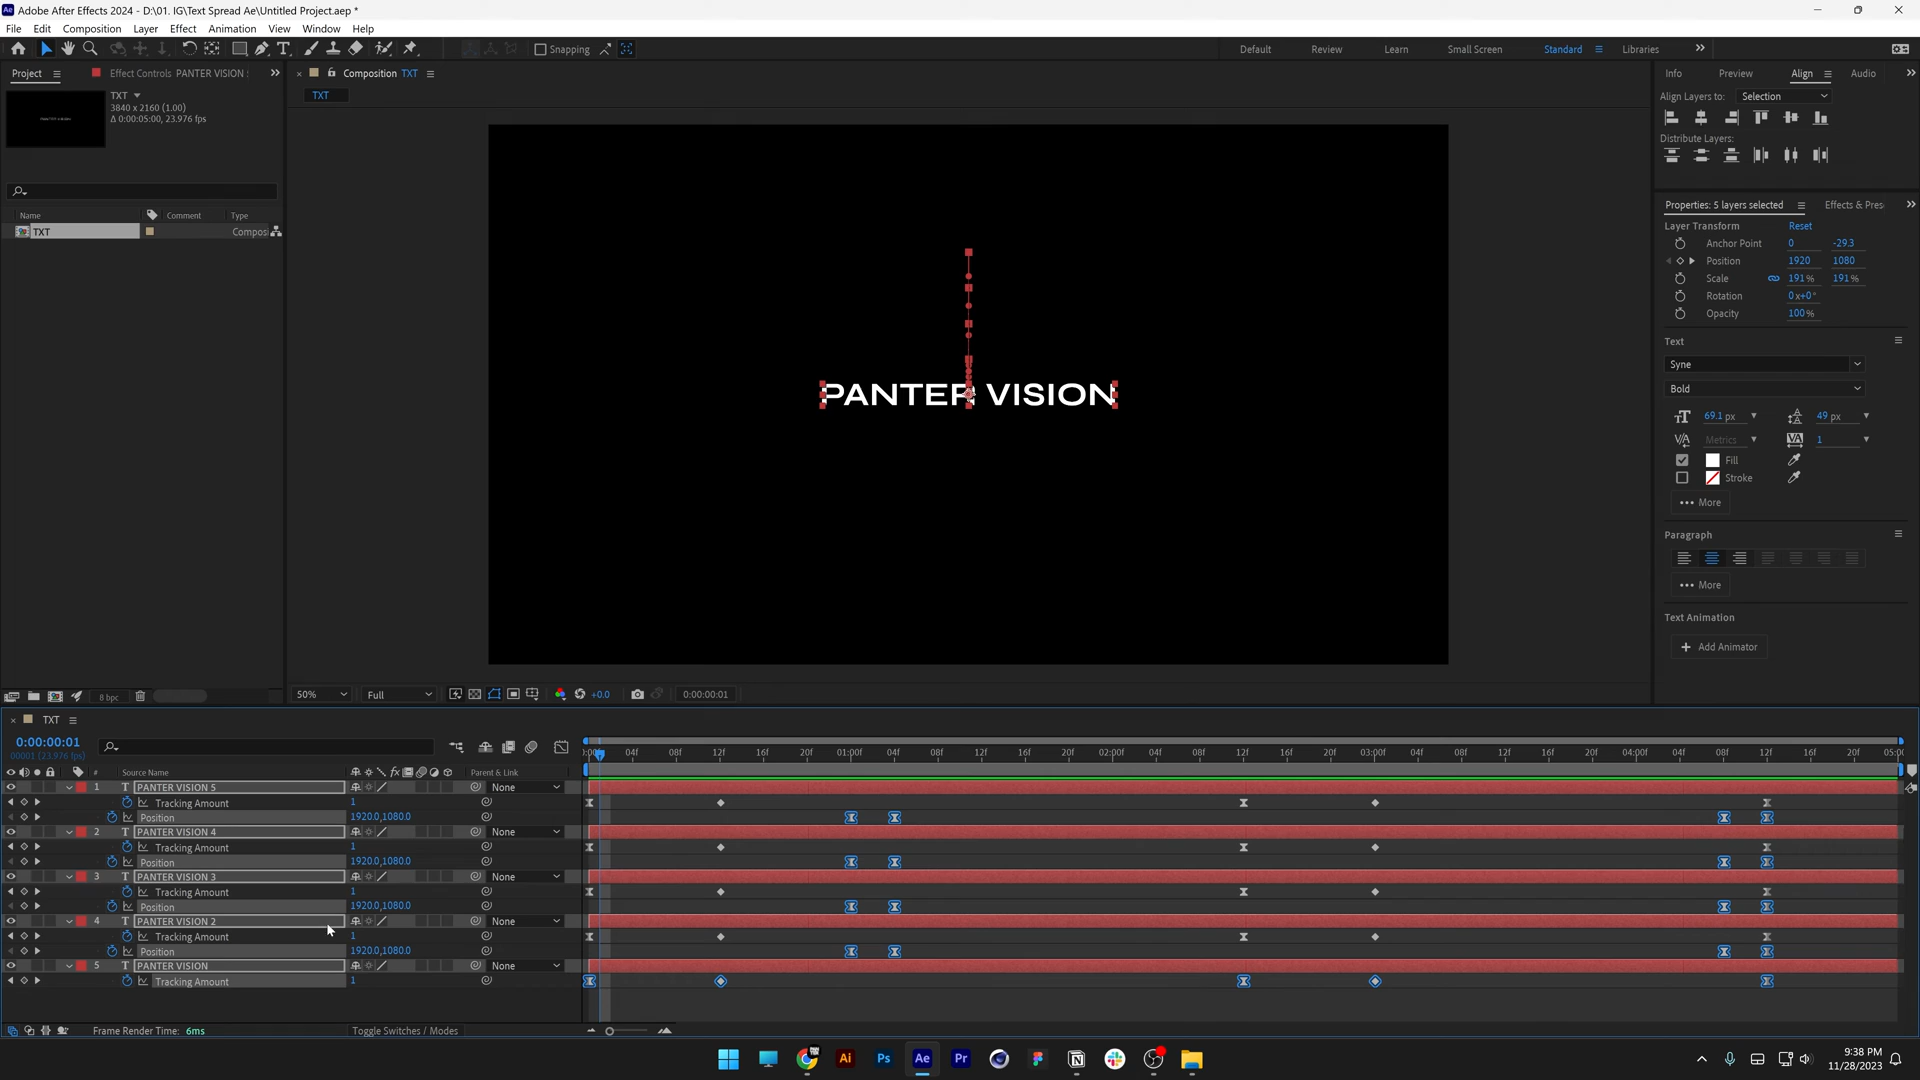 Adobe After Effects 2024 - D:\01. IG\Text Spread Ae\Untitled Project.aep *
File Edit Composition Layer Effect Animation View Window Help
Snapping
Default Review Learn Small Screen Standard Libraries
Project Effect Controls PANTER VISION
Composition TXT
Info Preview Align Audio
TXT
3840 x 2160 (1.00)
Δ 0:00:05:00, 23.976 fps
TXT
Align Layers to: Selection
Distribute Layers:
Name Comment Type
TXT Composi
Properties: 5 layers selected Effects & Pres
Layer Transform Reset
Anchor Point 0 -29.3
Position 1920 1080
Scale 191 % 191 %
Rotation 0x+0°
Opacity 100 %
Text
Syne
Bold
69.1 px 49 px
Metrics 1
Fill
Stroke
More
Paragraph
More
Text Animation
Add Animator
PANTER VISION
8 bpc
50% Full +0.0 0:00:00:01
TXT
0:00:00:01
00001 (23.976 fps)
04f 08f 12f 16f 20f 01:00f 04f 08f 12f 16f 20f 02:00f 04f 08f 12f 16f 20f 03:00f 04f 08f 12f 16f 20f 04:00f 04f 08f 12f 16f 20f 05:00
# Source Name fx Parent & Link
1 T PANTER VISION 5 None
Tracking Amount 1
Position 1920.0,1080.0
2 T PANTER VISION 4 None
Tracking Amount 1
Position 1920.0,1080.0
3 T PANTER VISION 3 None
Tracking Amount 1
Position 1920.0,1080.0
4 T PANTER VISION 2 None
Tracking Amount 1
Position 1920.0,1080.0
5 T PANTER VISION None
Tracking Amount 1
Frame Render Time: 6ms Toggle Switches / Modes
Ai Ps Ae Pr
9:38 PM
11/28/2023